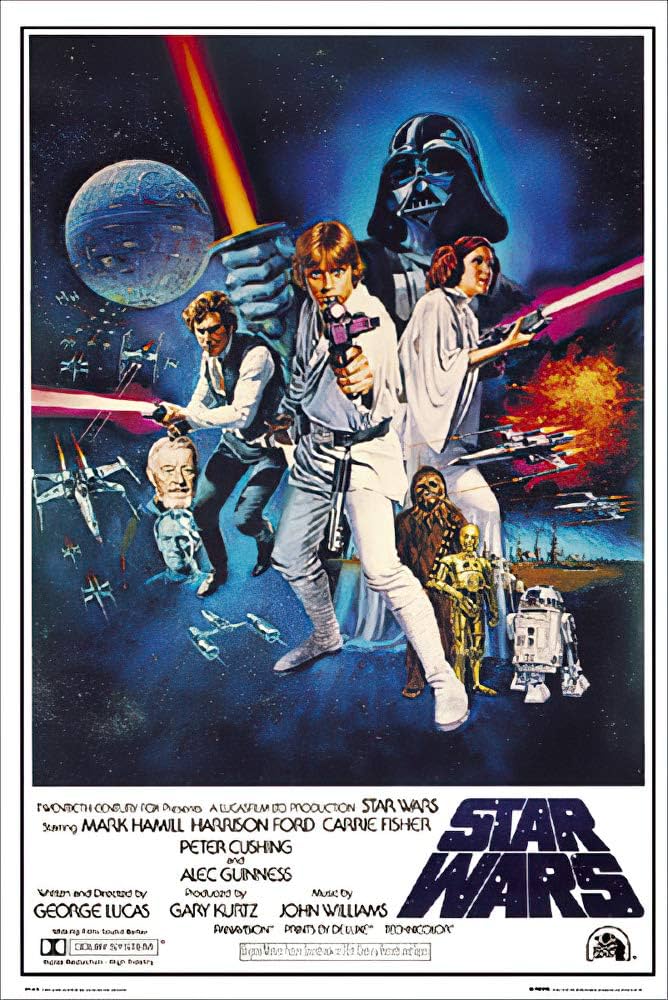 TWENTIETH CENTURY FOX Presents A LUCASFILM LTD PRODUCTION STAR WARS
Starring MARK HAMILL HARRISON FORD CARRIE FISHER
PETER CUSHING
and
ALEC GUINNESS
Written and Directed by
GEORGE LUCAS
Produced by
GARY KURTZ
Music by
JOHN WILLIAMS
PANAVISION PRINTS BY DELUXE TECHNICOLOR
STAR
WARS